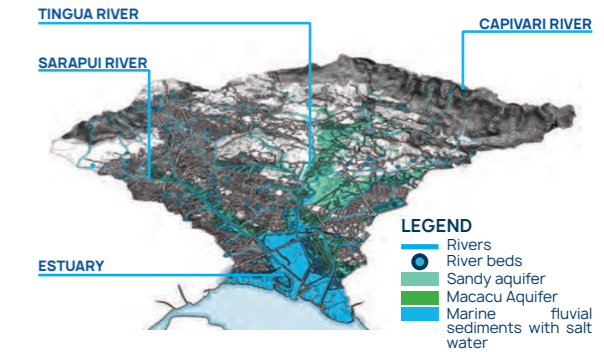 TINGUA RIVER
CAPIVARI RIVER
SARAPUI RIVER
ESTUARY
LEGEND
Rivers
River beds
Sandy aquifer
Macacu Aquifer
Marine fluvial
sediments with salt
water